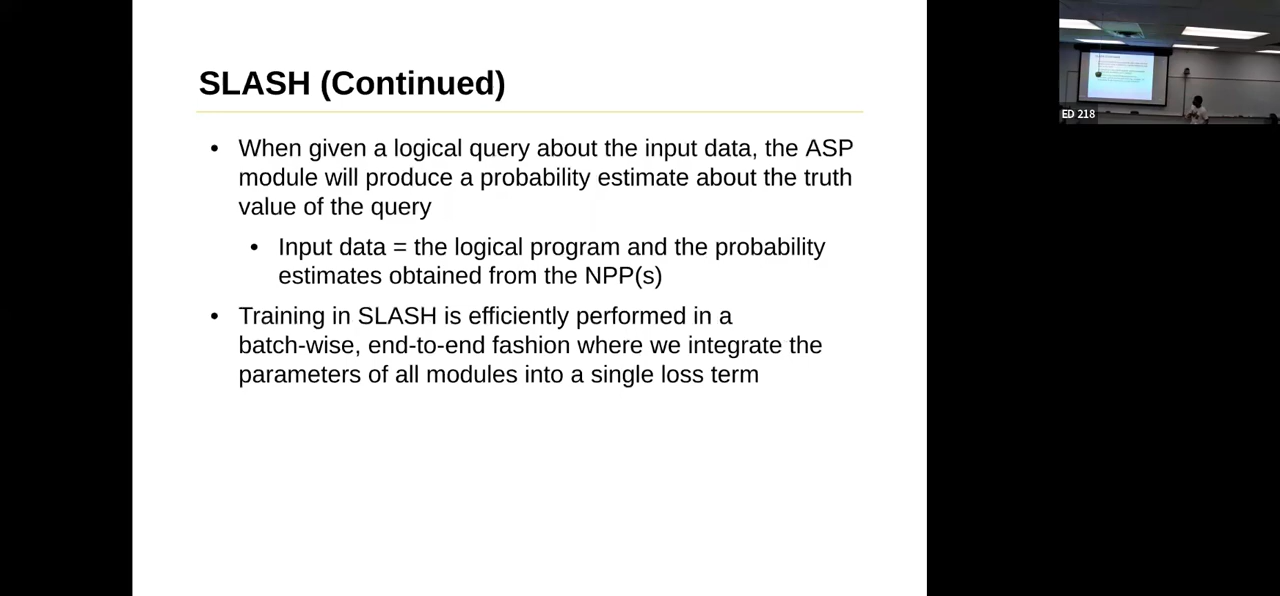 SLASH (Continued)
• When given a logical query about the input data, the ASP
module will produce a probability estimate about the truth
value of the query
• Input data = the logical program and the probability
estimates obtained from the NPP(s)
• Training in SLASH is efficiently performed in a
batch-wise, end-to-end fashion where we integrate the
parameters of all modules into a single loss term
ED 218